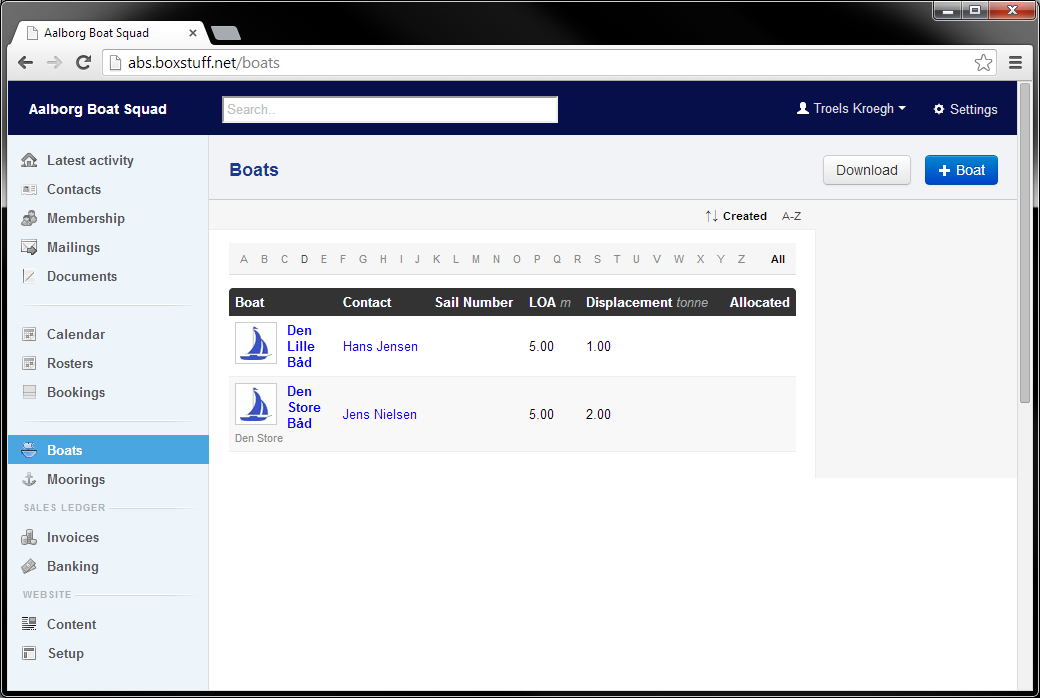 Aalborg Boat Squad
abs.boxstuff.net/boats
Aalborg Boat Squad
Search..
Troels Kroegh
Settings
Latest activity
Contacts
Membership
Mailings
Documents
Calendar
Rosters
Bookings
Boats
Moorings
SALES LEDGER
Invoices
Banking
WEBSITE
Content
Setup
Boats
Download
+ Boat
Created A-Z
A B C D E F G H I J K L M N O P Q R S T U V W X Y Z All
Boat Contact Sail Number LOA m Displacement tonne Allocated
Den
Lille
Båd
Hans Jensen 5.00 1.00
Den
Store
Båd
Jens Nielsen 5.00 2.00
Den Store